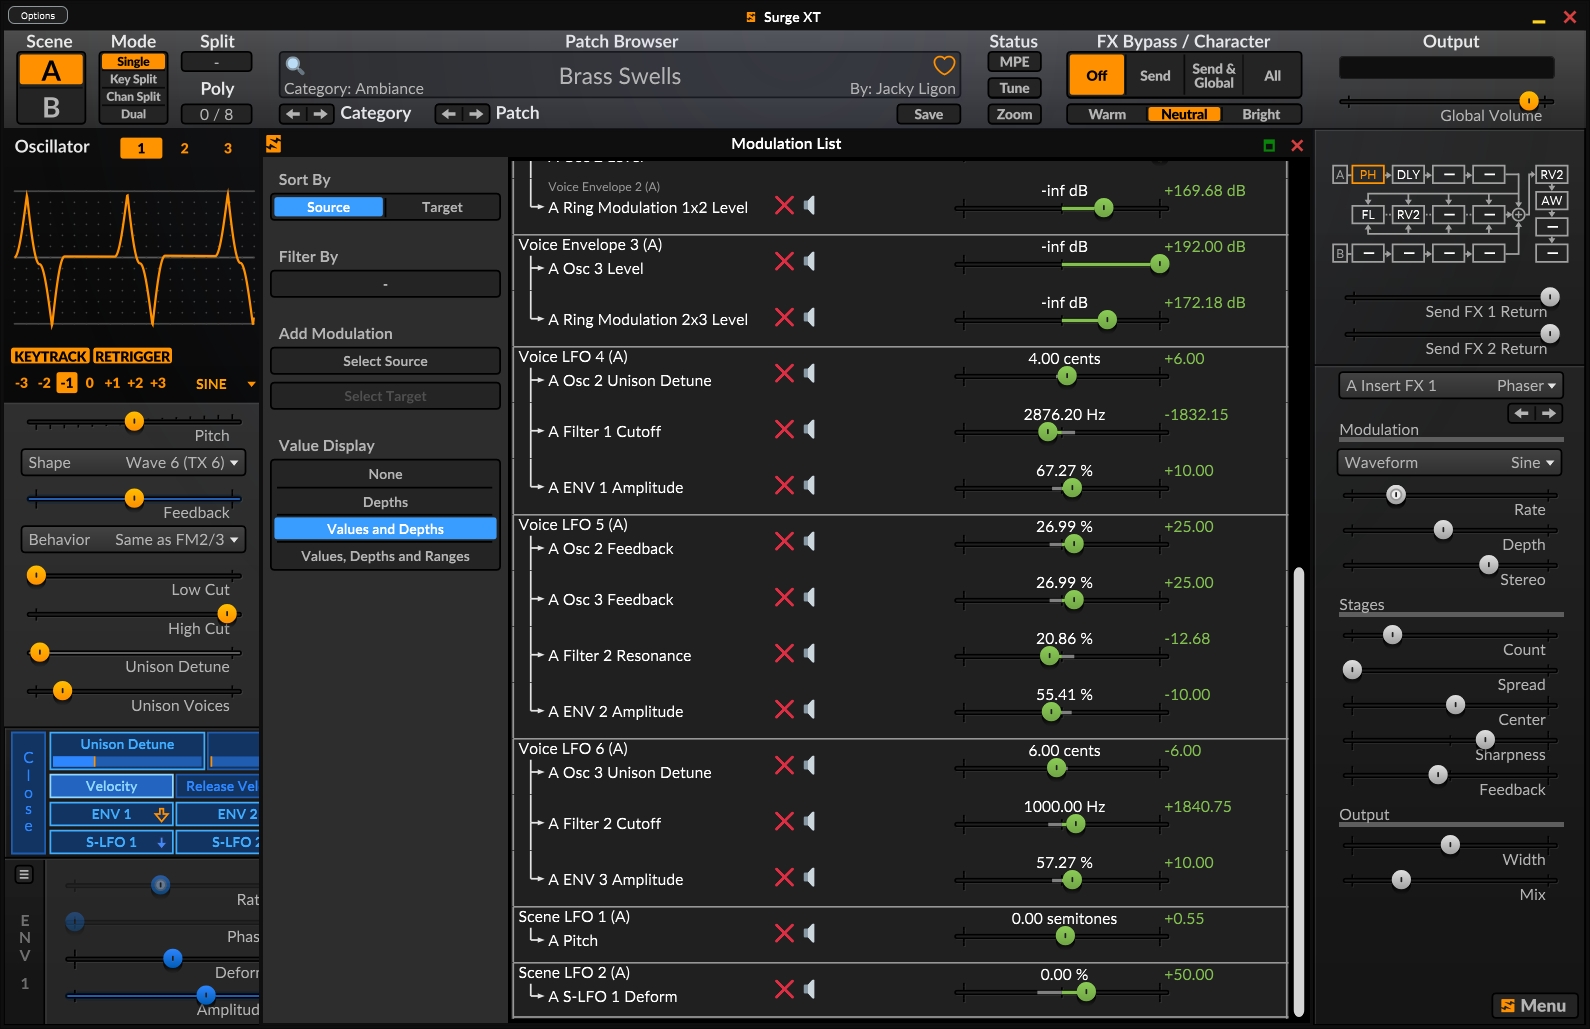 Options
Surge XT
Scene
A
B
Mode
Single
Key Split
Chan Split
Dual
Split
-
Poly
0 / 8
Patch Browser
Brass Swells
Category: Ambiance
By: Jacky Ligon
Category
Patch
Save
Status
MPE
Tune
Zoom
FX Bypass / Character
Off
Send
Send &
Global
All
Warm
Neutral
Bright
Output
Global Volume
Oscillator
1
2
3
KEYTRACK
RETRIGGER
-3 -2 -1 0 +1 +2 +3
SINE
Pitch
Shape
Wave 6 (TX 6)
Feedback
Behavior
Same as FM2/3
Low Cut
High Cut
Unison Detune
Unison Voices
Close
Unison Detune
Velocity
Release Vel
ENV 1
ENV 2
S-LFO 1
S-LFO
ENV 1
Rat
Phas
Deforr
Amplitud
Modulation List
Sort By
Source
Target
Filter By
-
Add Modulation
Select Source
Select Target
Value Display
None
Depths
Values and Depths
Values, Depths and Ranges
Voice Envelope 2 (A)
A Ring Modulation 1x2 Level
-inf dB
+169.68 dB
Voice Envelope 3 (A)
A Osc 3 Level
-inf dB
+192.00 dB
A Ring Modulation 2x3 Level
-inf dB
+172.18 dB
Voice LFO 4 (A)
A Osc 2 Unison Detune
4.00 cents
+6.00
A Filter 1 Cutoff
2876.20 Hz
-1832.15
A ENV 1 Amplitude
67.27 %
+10.00
Voice LFO 5 (A)
A Osc 2 Feedback
26.99 %
+25.00
A Osc 3 Feedback
26.99 %
+25.00
A Filter 2 Resonance
20.86 %
-12.68
A ENV 2 Amplitude
55.41 %
-10.00
Voice LFO 6 (A)
A Osc 3 Unison Detune
6.00 cents
-6.00
A Filter 2 Cutoff
1000.00 Hz
+1840.75
A ENV 3 Amplitude
57.27 %
+10.00
Scene LFO 1 (A)
A Pitch
0.00 semitones
+0.55
Scene LFO 2 (A)
A S-LFO 1 Deform
0.00 %
+50.00
A PH DLY – – RV2
AW
FL RV2 – – –
B – – – – –
Send FX 1 Return
Send FX 2 Return
A Insert FX 1
Phaser
Modulation
Waveform
Sine
Rate
Depth
Stereo
Stages
Count
Spread
Center
Sharpness
Feedback
Output
Width
Mix
Menu